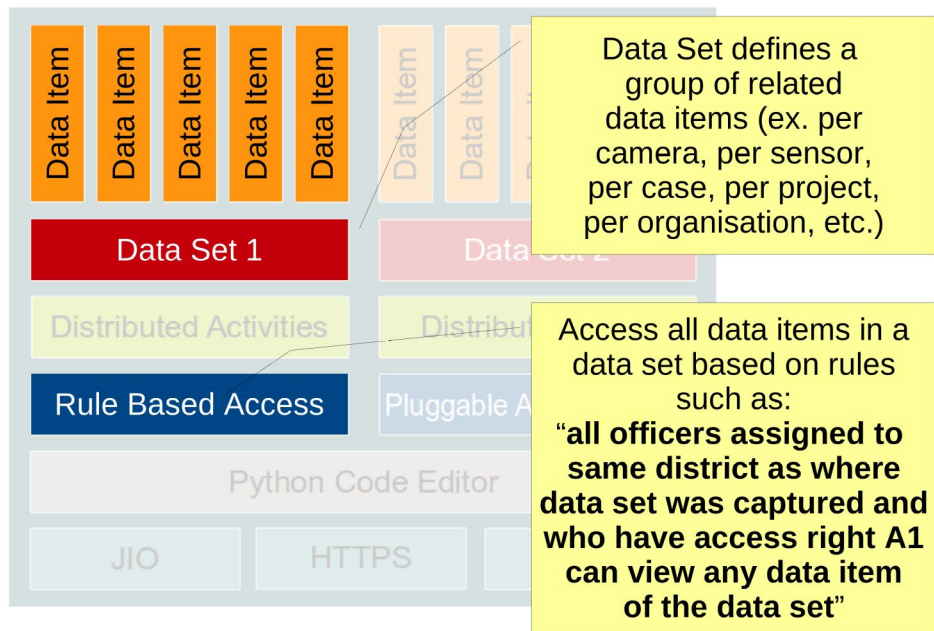 Data Item
Data Item
Data Item
Data Item
Data Item
Data Item
Data Item
Data Set defines a
group of related
data items (ex. per
camera, per sensor,
per case, per project,
per organisation, etc.)
Data Set 1
Data Set 2
Distributed Activities
Access all data items in a
data set based on rules
such as:
“all officers assigned to
same district as where
data set was captured and
who have access right A1
can view any data item
of the data set”
Rule Based Access
Pluggable
Python Code Editor
JIO
HTTPS